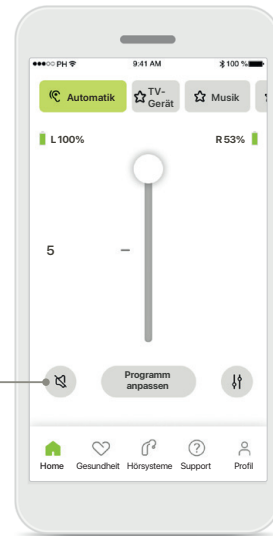 ●●●○○ PH 9:41 AM 100 %
Automatik TV-Gerät Musik
L 100% R 53%
5 –
Programm
anpassen
Home Gesundheit Hörsysteme Support Profil